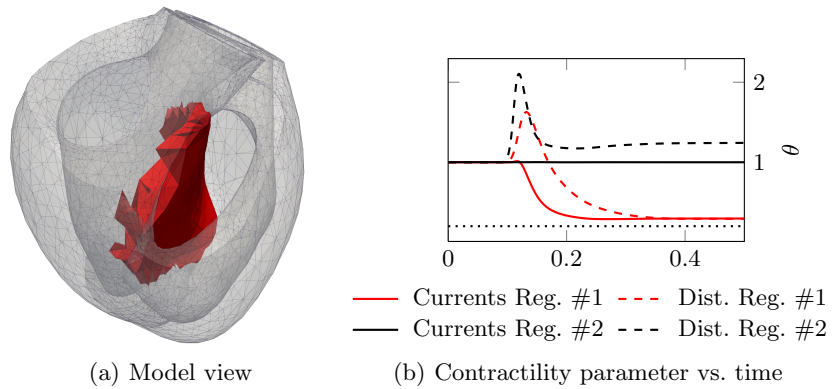 2
1
θ
0
0.2
0.4
Currents Reg. #1
Dist. Reg. #1
Currents Reg. #2
Dist. Reg. #2
(a) Model view
(b) Contractility parameter vs. time